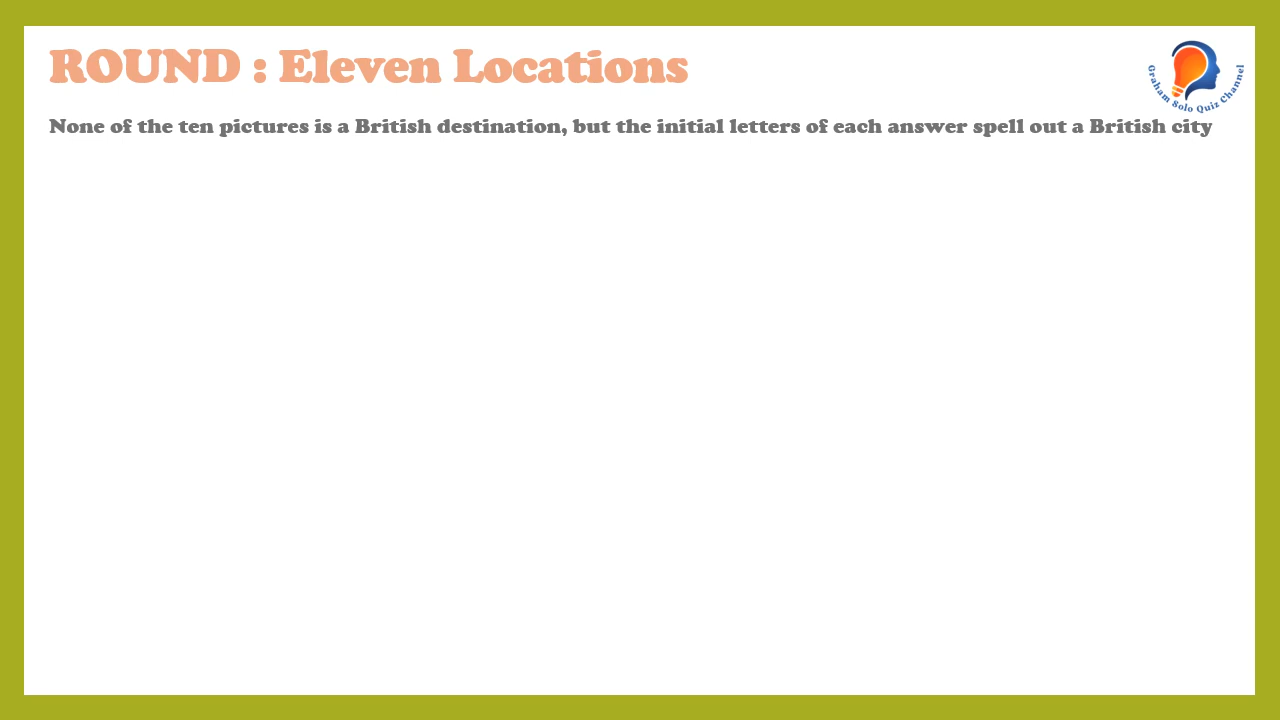 ROUND : Eleven Locations
Graham Solo Quiz Channel
None of the ten pictures is a British destination, but the initial letters of each answer spell out a British city